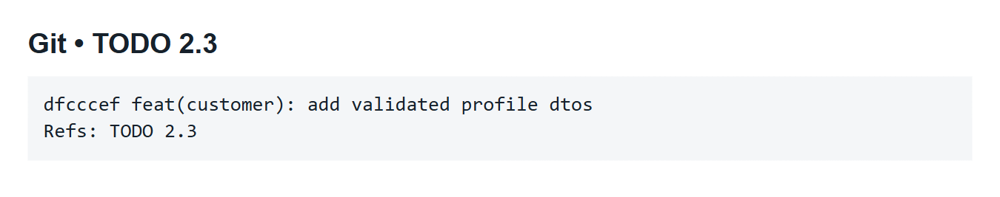 Git • TODO 2.3
dfcccef feat(customer): add validated profile dtos
Refs: TODO 2.3